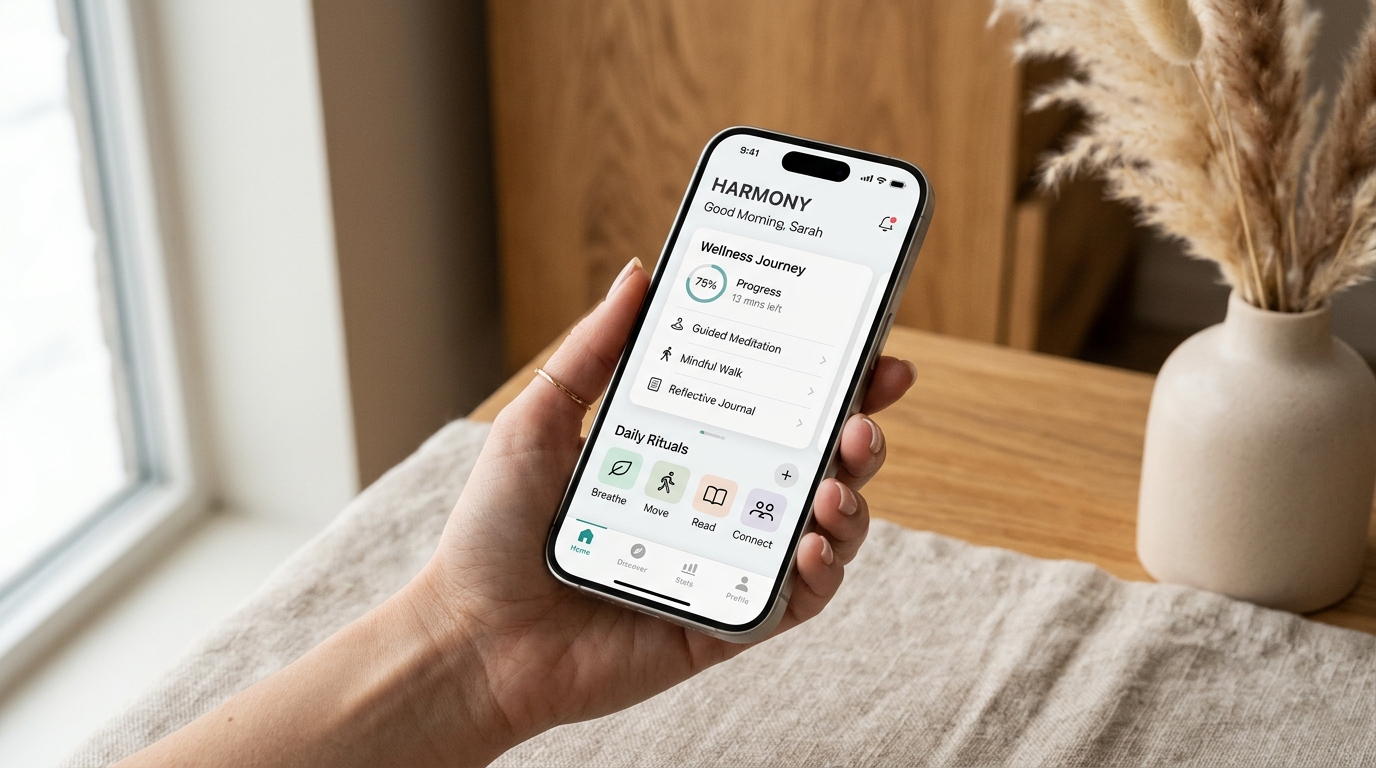 9:41
HARMONY
Good Morning, Sarah
Wellness Journey
75%
Progress
13 mins left
Guided Meditation
Mindful Walk
Reflective Journal
Daily Rituals
+
Breathe
Move
Read
Connect
Home
Discover
Stats
Profile